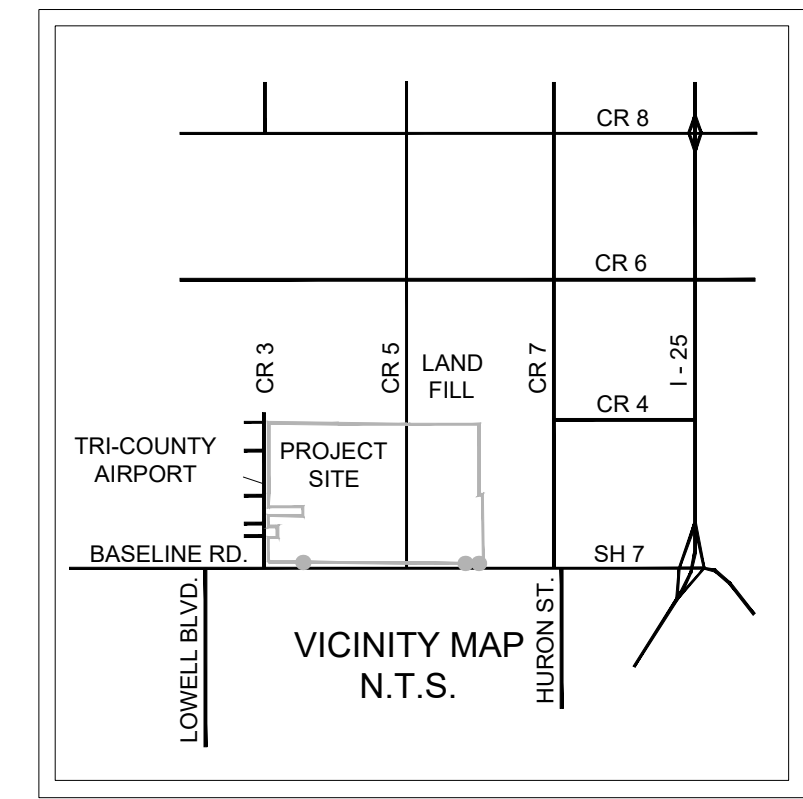 CR 8
CR 6
CR 3
CR 5
LAND
FILL
CR 7
I - 25
CR 4
TRI-COUNTY
AIRPORT
PROJECT
SITE
BASELINE RD.
SH 7
LOWELL BLVD.
HURON ST.
VICINITY MAP
N.T.S.